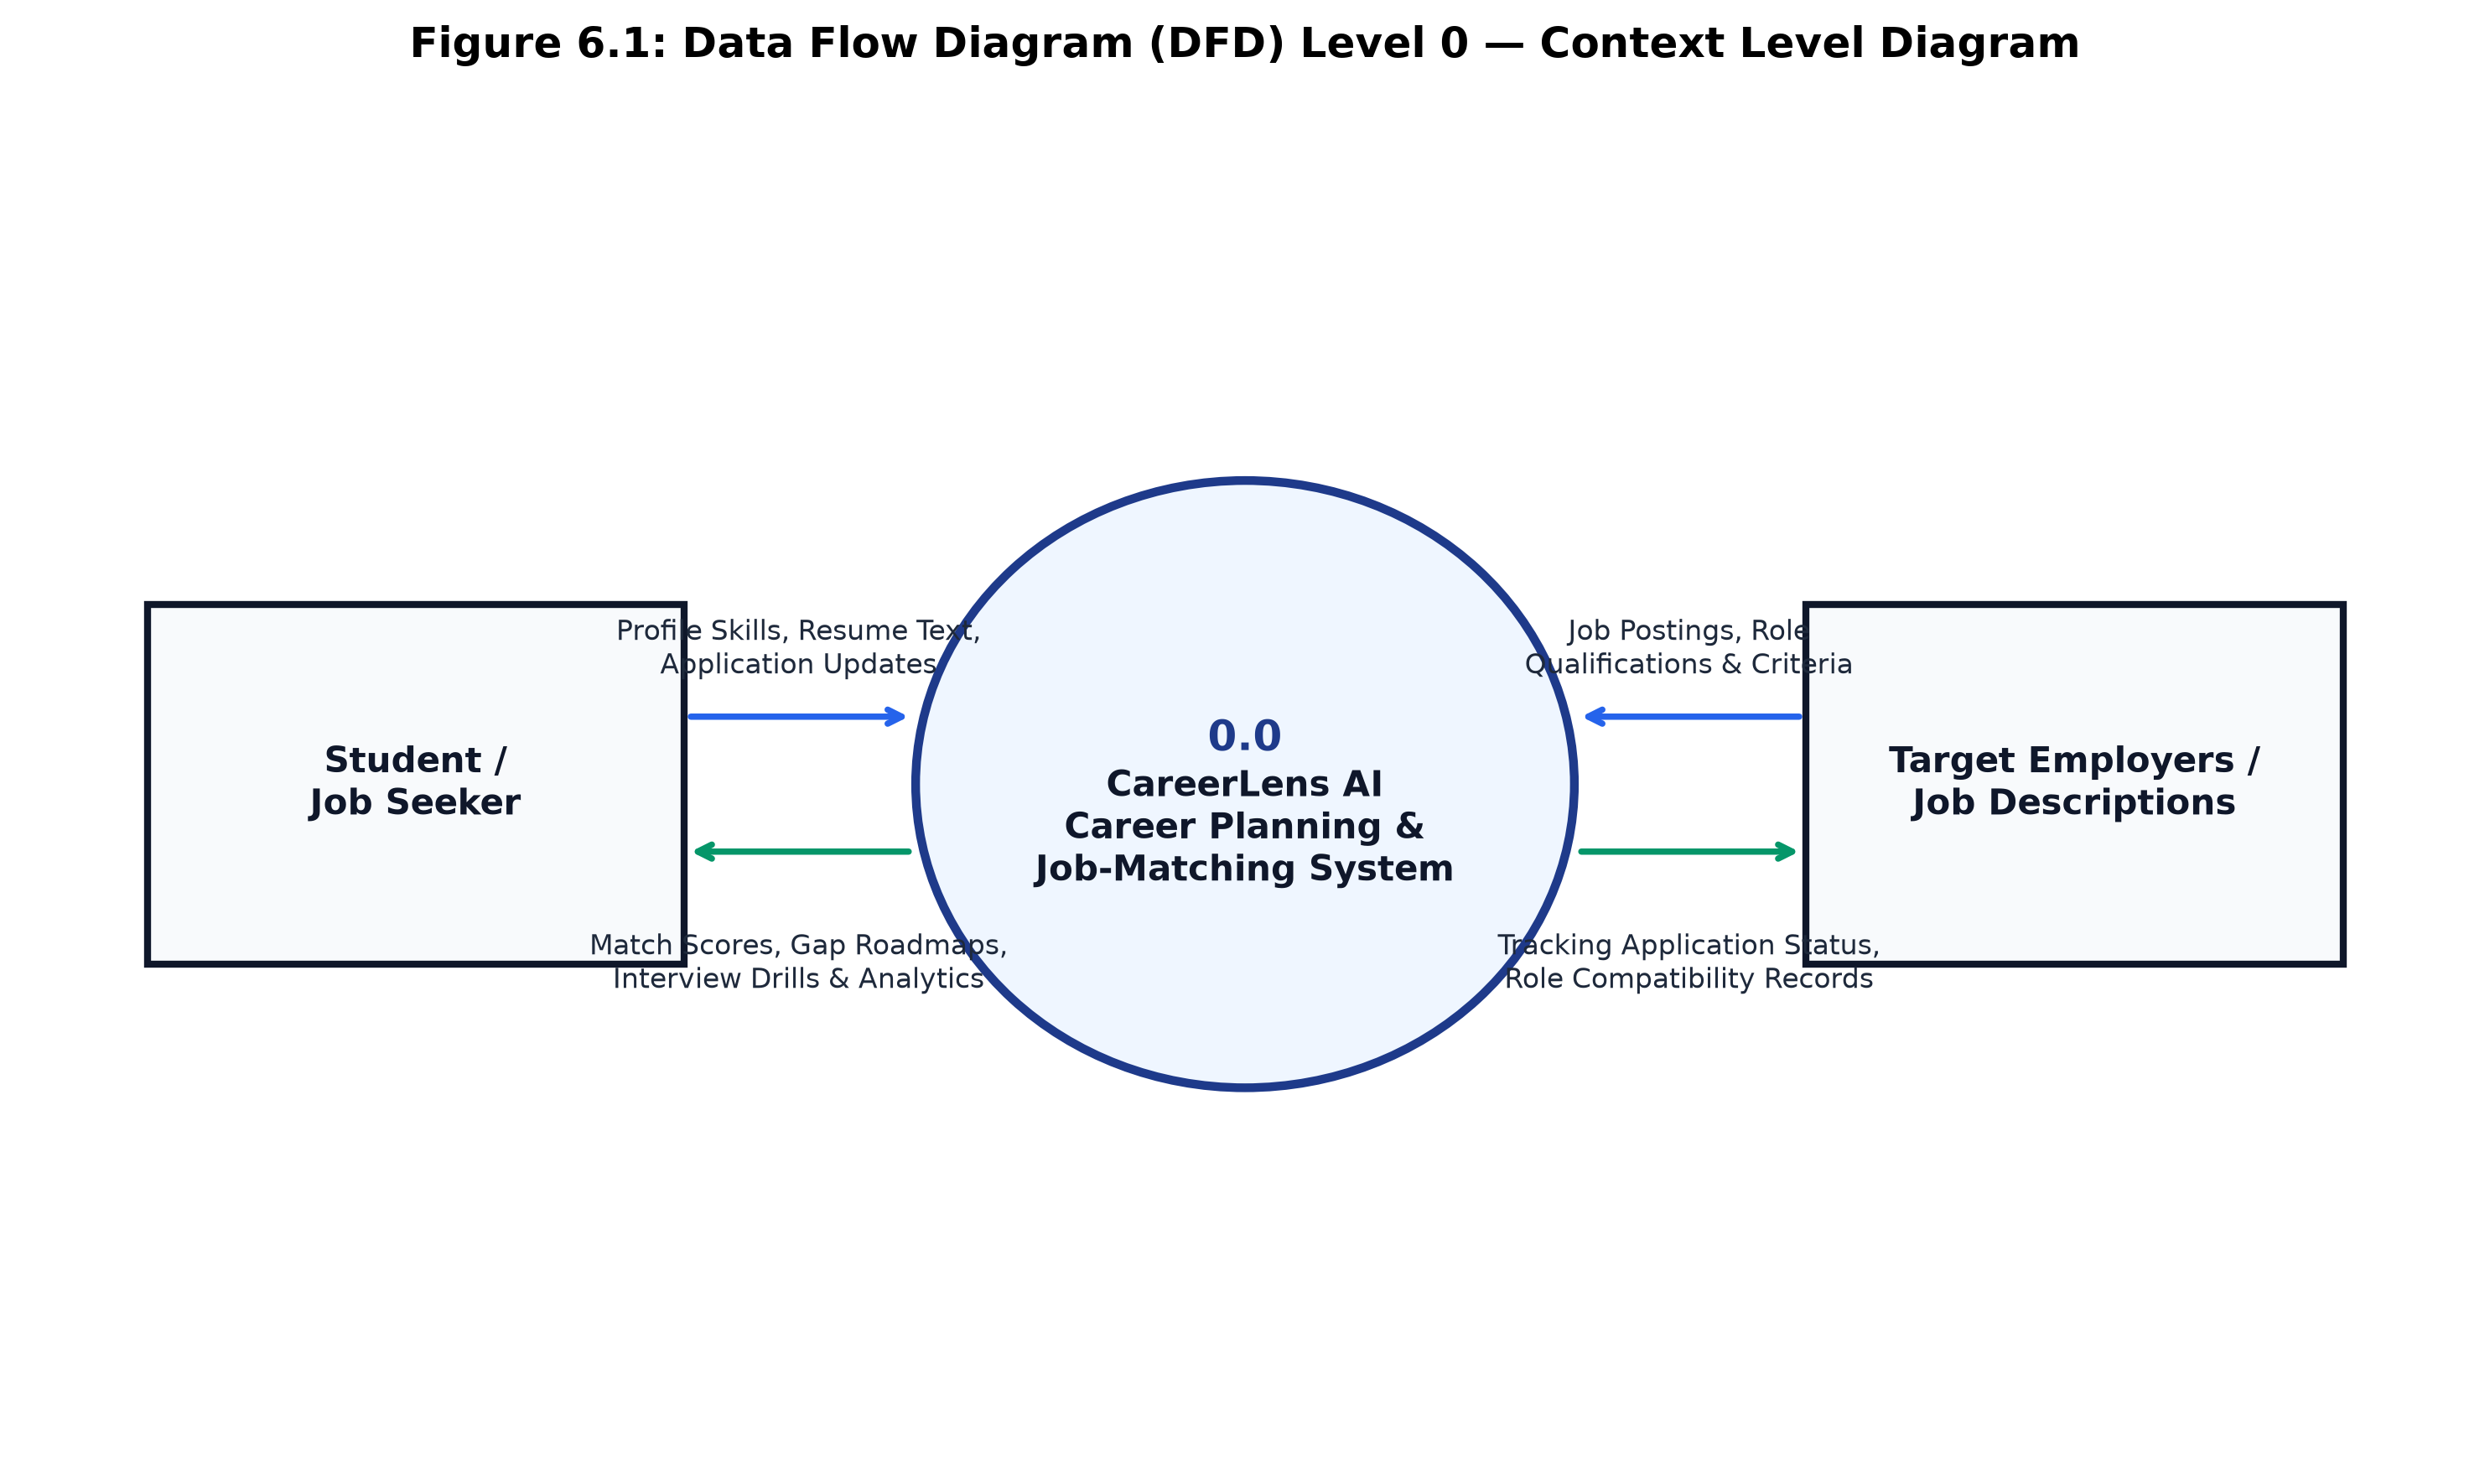 Figure 6.1: Data Flow Diagram (DFD) Level 0 — Context Level Diagram
Profile Skills, Resume Text,
Application Updates
Job Postings, Role
Qualifications & Criteria
Student /
Job Seeker
0.0
CareerLens AI
Career Planning &
Job-Matching System
Target Employers /
Job Descriptions
Match Scores, Gap Roadmaps,
Interview Drills & Analytics
Tracking Application Status,
Role Compatibility Records